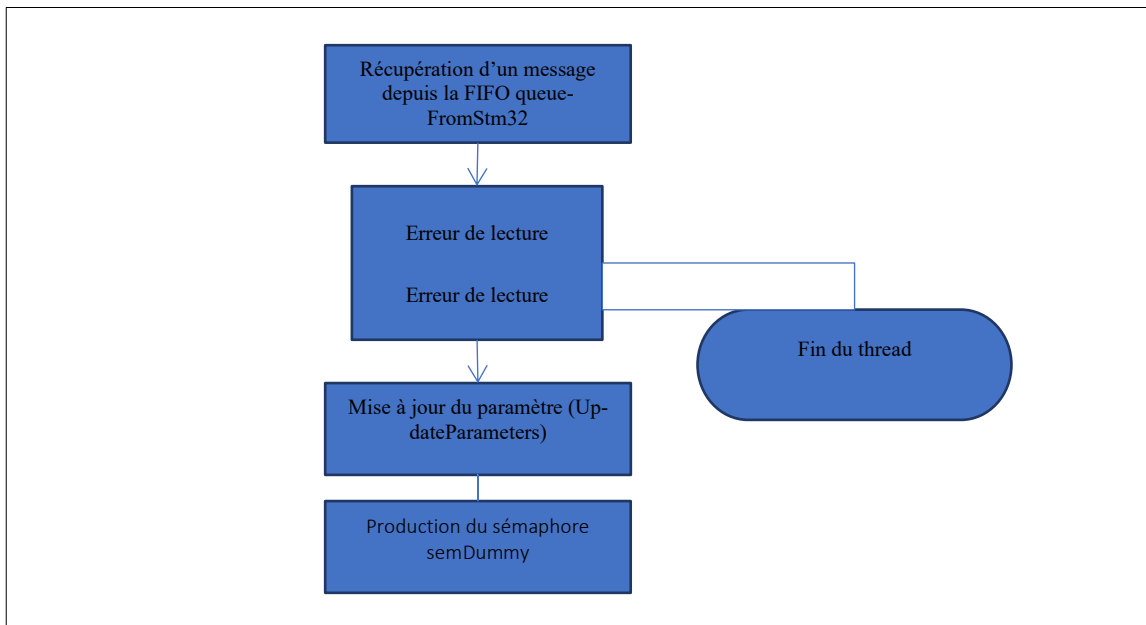 Récupération d’un message
depuis la FIFO queue-
FromStm32
Erreur de lecture
Erreur de lecture
Fin du thread
Mise à jour du paramètre (Up-
dateParameters)
Production du sémaphore
semDummy